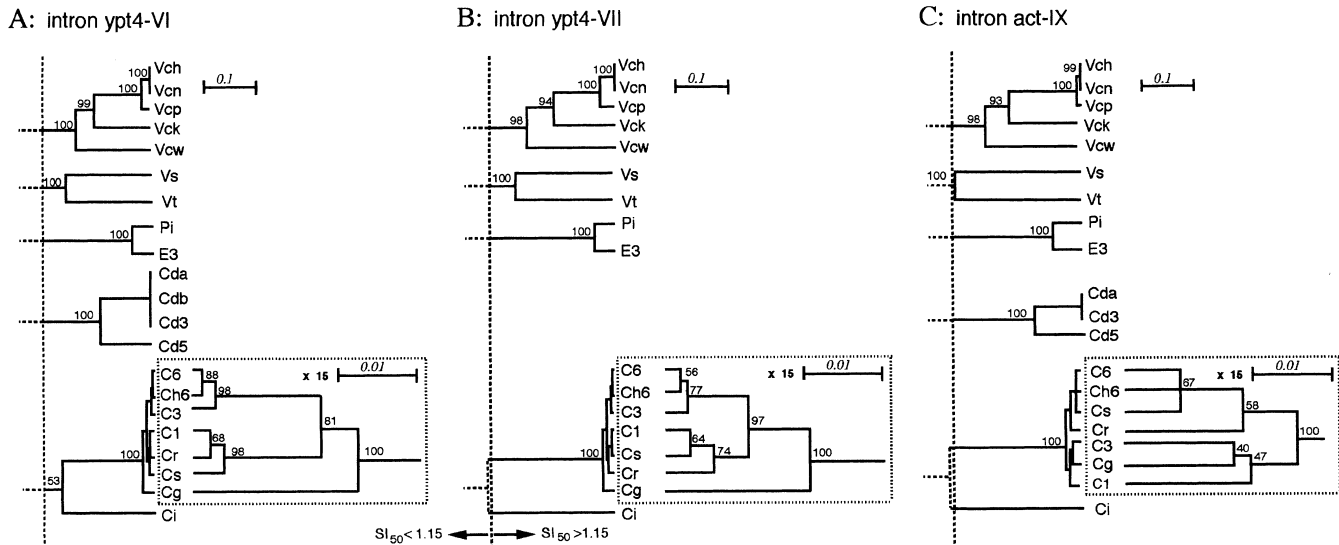 A: intron ypt4-VI
100
Vch
Vcn
100
Vcp
99
Vck
100
Vcw
0.1
100
Vs
Vt
100
Pi
E3
Cda
Cdb
100
Cd3
Cd5
C6
88
Ch6
98
C3
x 15
0.01
81
C1
68
Cr
98
Cs
100
100
Cg
53
Ci
B: intron ypt4-VII
100
Vch
Vcn
100
Vcp
94
Vck
98
Vcw
0.1
100
Vs
Vt
100
Pi
E3
C6
56
Ch6
77
C3
x 15
0.01
97
C1
64
Cs
74
Cr
100
100
Cg
Ci
SI50 < 1.15
SI50 >1.15
C: intron act-IX
99
Vch
Vcn
100
Vcp
93
Vck
98
Vcw
0.1
100
Vs
Vt
100
Pi
E3
Cda
100
Cd3
Cd5
C6
67
Ch6
Cs
x 15
0.01
58
Cr
100
100
C3
40
Cg
47
C1
Ci